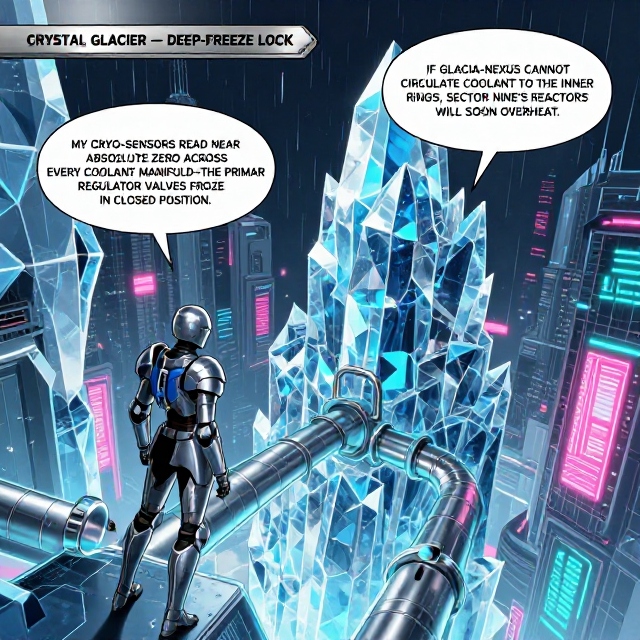 CRYSTAL GLACIER — DEEP-FREEZE LOCK
MY CRYO-SENSORS READ NEAR
ABSOLUTE ZERO ACROSS
EVERY COOLANT MANIFOLD—THE PRIMAR
REGULATOR VALVES FROZE
IN CLOSED POSITION.
IF GLACIA-NEXUS CANNOT
CIRCULATE COOLANT TO THE INNER
RINGS, SECTOR NINE'S REACTORS
WILL SOON OVERHEAT.